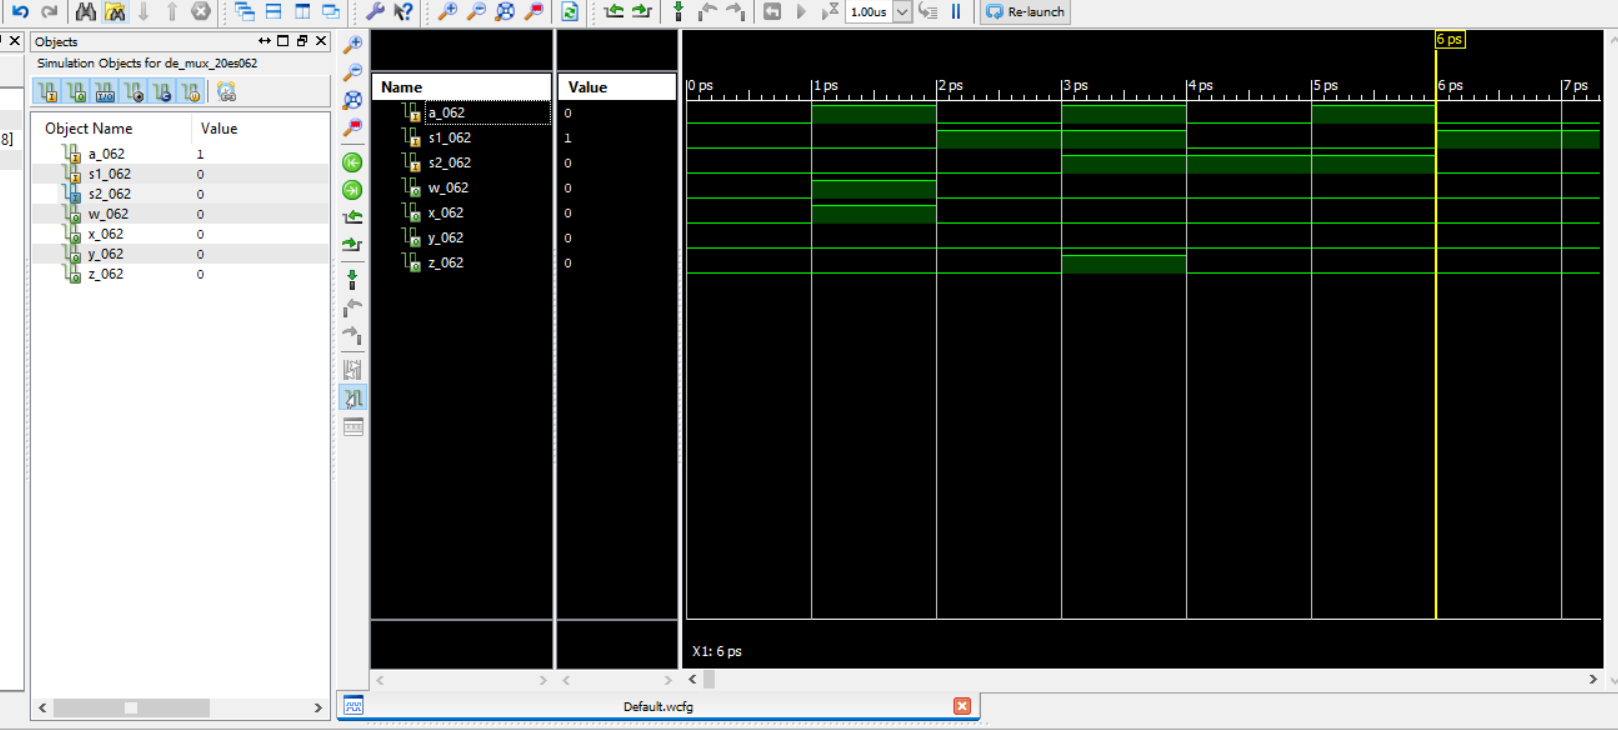 1.00us
Re-launch
Objects
Simulation Objects for de_mux_20es062
Object Name Value
a_062 1
s1_062 0
s2_062 0
w_062 0
x_062 0
y_062 0
z_062 0
8]
Name Value
a_062 0
s1_062 1
s2_062 0
w_062 0
x_062 0
y_062 0
z_062 0
6 ps
0 ps 1 ps 2 ps 3 ps 4 ps 5 ps 6 ps 7 ps
X1: 6 ps
Default.wcfg